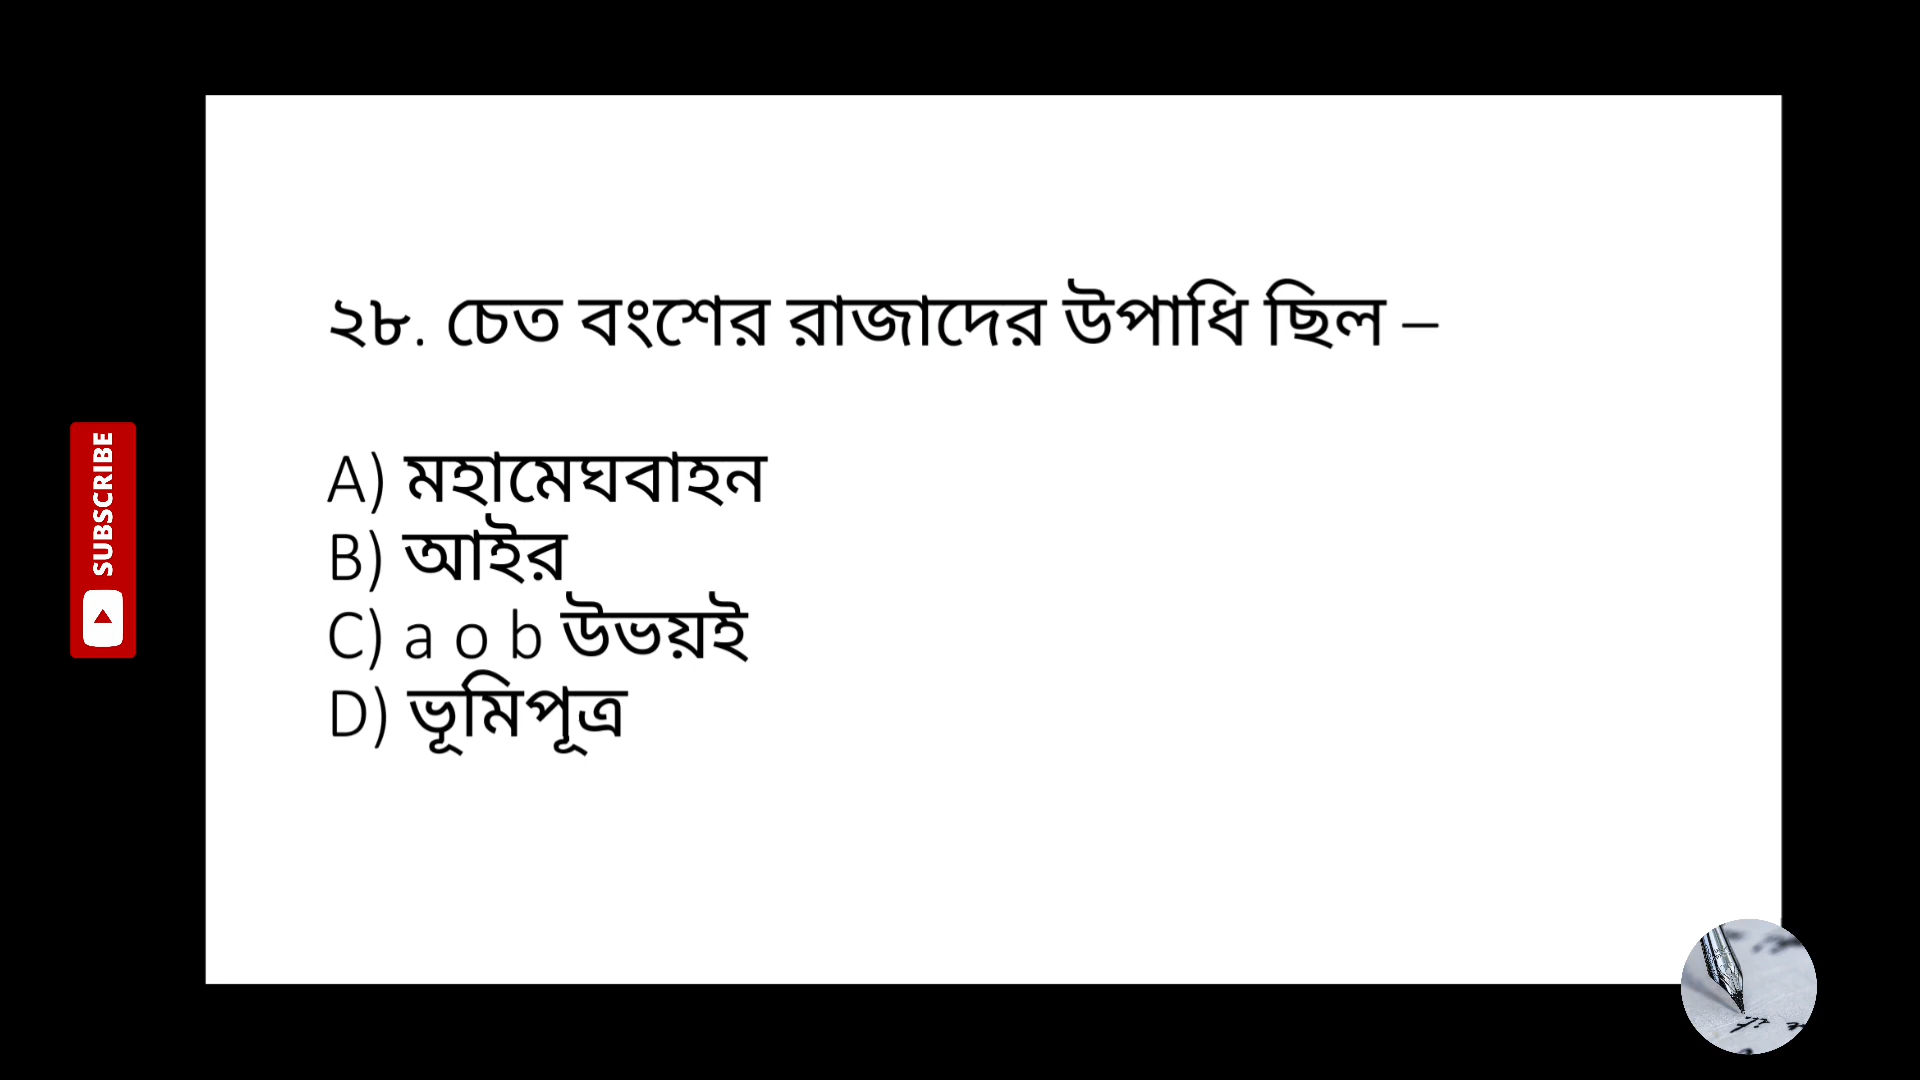 ২৮. চেত বংশের রাজাদের উপাধি ছিল –
A) মহামেঘবাহন
B) আইর
C) a o b উভয়ই
D) ভূমিপূত্র
SUBSCRIBE